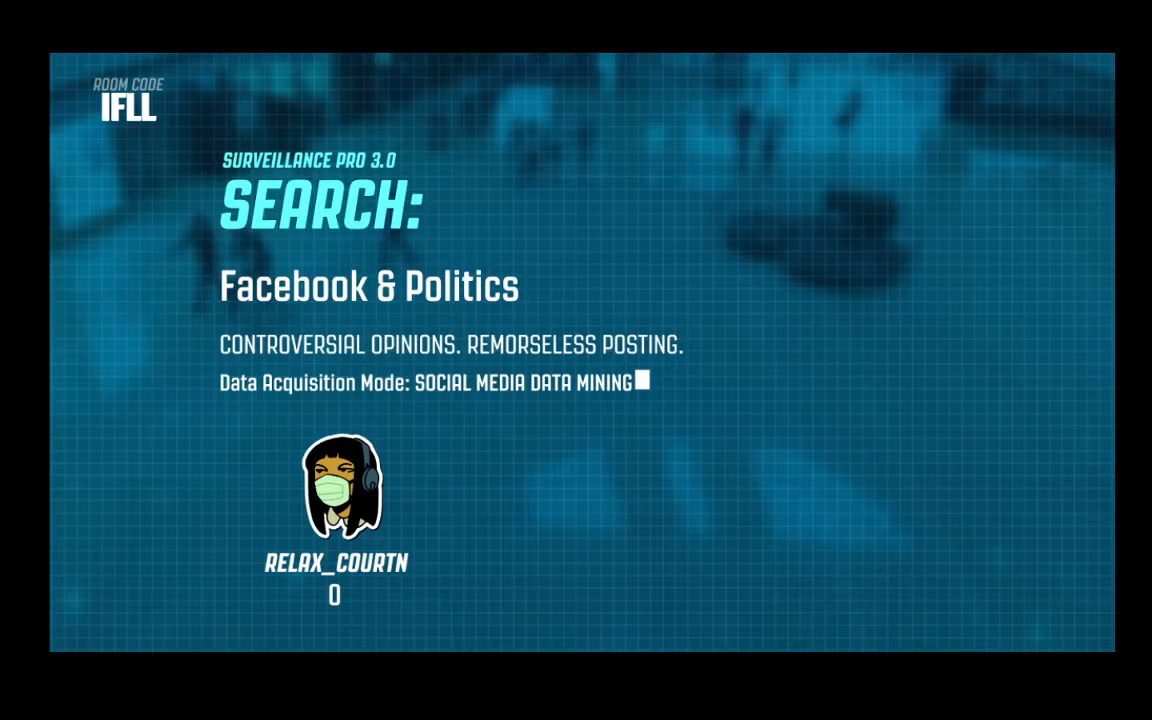 ROOM CODE
IFLL
SURVEILLANCE PRO 3.0
SEARCH:
Facebook & Politics
CONTROVERSIAL OPINIONS. REMORSELESS POSTING.
Data Acquisition Mode: SOCIAL MEDIA DATA MINING
RELAX_COURTN
0